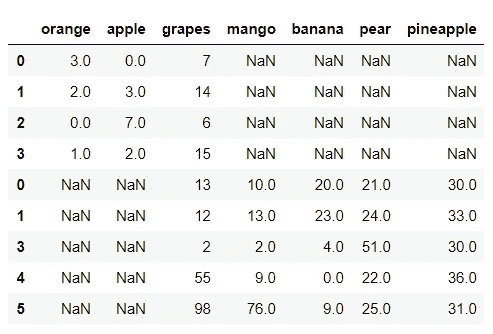 orange apple grapes mango banana pear pineapple
0 3.0 0.0 7 NaN NaN NaN NaN
1 2.0 3.0 14 NaN NaN NaN NaN
2 0.0 7.0 6 NaN NaN NaN NaN
3 1.0 2.0 15 NaN NaN NaN NaN
0 NaN NaN 13 10.0 20.0 21.0 30.0
1 NaN NaN 12 13.0 23.0 24.0 33.0
3 NaN NaN 2 2.0 4.0 51.0 30.0
4 NaN NaN 55 9.0 0.0 22.0 36.0
5 NaN NaN 98 76.0 9.0 25.0 31.0